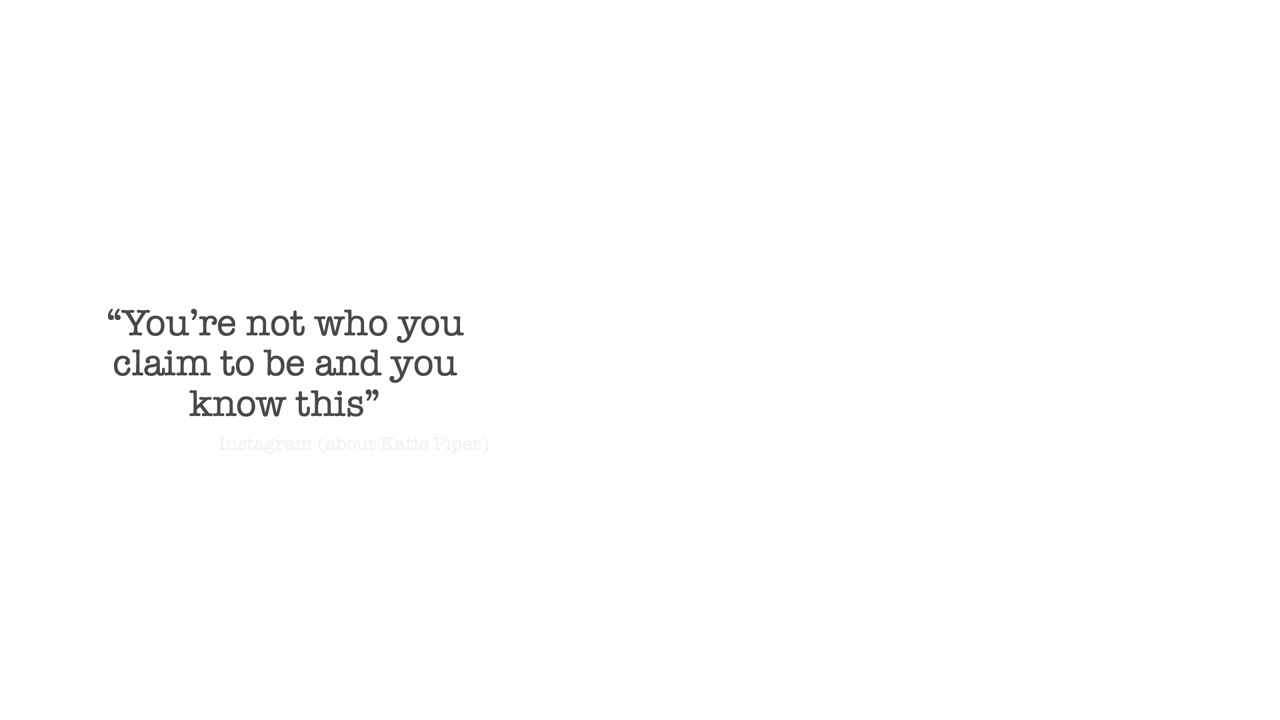 “You’re not who you
claim to be and you
know this”
Instagram (about Katie Piper)